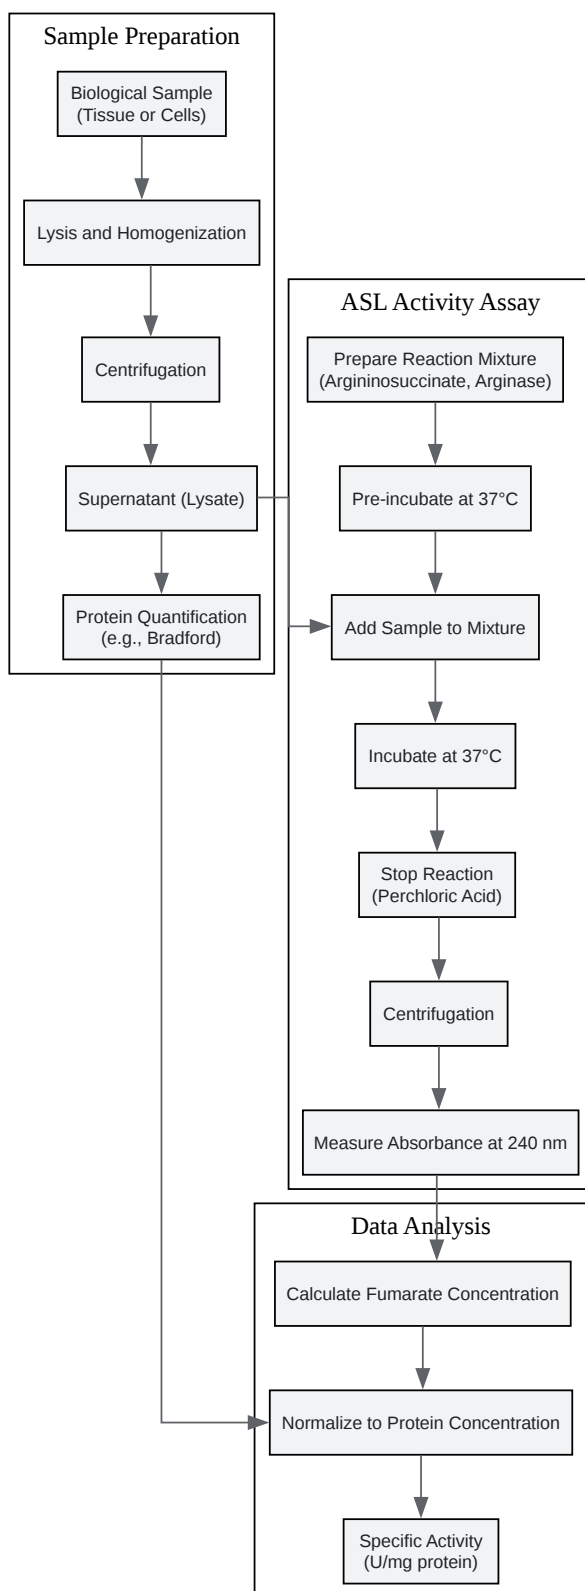 Sample Preparation
Biological Sample
(Tissue or Cells)
Lysis and Homogenization
Centrifugation
Supernatant (Lysate)
Protein Quantification
(e.g., Bradford)
ASL Activity Assay
Prepare Reaction Mixture
(Argininosuccinate, Arginase)
Pre-incubate at 37°C
Add Sample to Mixture
Incubate at 37°C
Stop Reaction
(Perchloric Acid)
Centrifugation
Measure Absorbance at 240 nm
Data Analysis
Calculate Fumarate Concentration
Normalize to Protein Concentration
Specific Activity
(U/mg protein)